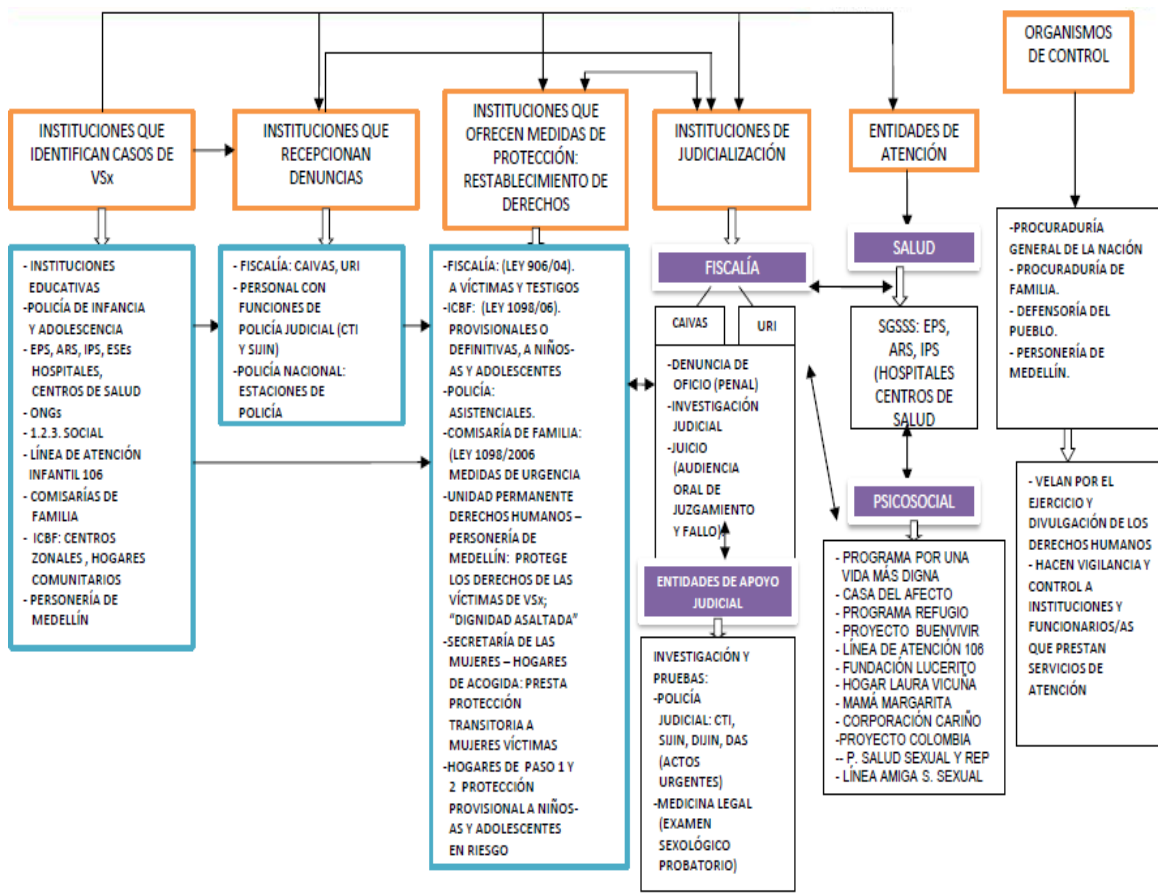 INSTITUCIONES QUE
IDENTIFICAN CASOS DE
VSx
INSTITUCIONES QUE
RECEPCIONAN
DENUNCIAS
INSTITUCIONES QUE
OFRECEN MEDIDAS DE
PROTECCIÓN:
RESTABLECIMIENTO DE
DERECHOS
INSTITUCIONES DE
JUDICIALIZACIÓN
ENTIDADES DE
ATENCIÓN
ORGANISMOS
DE CONTROL
- INSTITUCIONES
EDUCATIVAS
-POLICÍA DE INFANCIA
Y ADOLESCENCIA
- EPS, ARS, IPS, ESEs
HOSPITALES,
CENTROS DE SALUD
- ONGs
- 1.2.3. SOCIAL
- LÍNEA DE ATENCIÓN
INFANTIL 106
- COMISARÍAS DE
FAMILIA
- ICBF: CENTROS
ZONALES , HOGARES
COMUNITARIOS
- PERSONERÍA DE
MEDELLÍN
- FISCALÍA: CAIVAS, URI
- PERSONAL CON
FUNCIONES DE
POLICÍA JUDICIAL (CTI
Y SIJIN)
-POLICÍA NACIONAL:
ESTACIONES DE
POLICÍA
-FISCALÍA: (LEY 906/04).
A VÍCTIMAS Y TESTIGOS
-ICBF: (LEY 1098/06).
PROVISIONALES O
DEFINITIVAS, A NIÑOS-
AS Y ADOLESCENTES
-POLICÍA:
ASISTENCIALES.
-COMISARÍA DE FAMILIA:
(LEY 1098/2006
MEDIDAS DE URGENCIA
-UNIDAD PERMANENTE
DERECHOS HUMANOS –
PERSONERÍA DE
MEDELLÍN: PROTEGE
LOS DERECHOS DE LAS
VÍCTIMAS DE VSx;
“DIGNIDAD ASALTADA”
-SECRETARÍA DE LAS
MUJERES – HOGARES
DE ACOGIDA: PRESTA
PROTECCIÓN
TRANSITORIA A
MUJERES VÍCTIMAS
-HOGARES DE PASO 1 Y
2 PROTECCIÓN
PROVISIONAL A NIÑOS-
AS Y ADOLESCENTES
EN RIESGO
FISCALÍA
CAIVAS
URI
-DENUNCIA DE
OFICIO (PENAL)
-INVESTIGACIÓN
JUDICIAL
-JUICIO
(AUDIENCIA
ORAL DE
JUZGAMIENTO
Y FALLO).
ENTIDADES DE APOYO
JUDICIAL
INVESTIGACIÓN Y
PRUEBAS:
-POLICÍA
JUDICIAL: CTI,
SIJIN, DIJIN, DAS
(ACTOS
URGENTES)
-MEDICINA LEGAL
(EXAMEN
SEXOLÓGICO
PROBATORIO)
SALUD
SGSSS: EPS,
ARS, IPS
(HOSPITALES
CENTROS DE
SALUD
PSICOSOCIAL
- PROGRAMA POR UNA
VIDA MÁS DIGNA
- CASA DEL AFECTO
- PROGRAMA REFUGIO
- PROYECTO BUENVIVIR
- LÍNEA DE ATENCIÓN 106
- FUNDACIÓN LUCERITO
- HOGAR LAURA VICUÑA
- MAMÁ MARGARITA
- CORPORACIÓN CARIÑO
-PROYECTO COLOMBIA
-- P. SALUD SEXUAL Y REP
- LÍNEA AMIGA S. SEXUAL
-PROCURADURÍA
GENERAL DE LA NACIÓN
- PROCURADURÍA DE
FAMILIA.
- DEFENSORÍA DEL
PUEBLO.
- PERSONERÍA DE
MEDELLÍN.
- VELAN POR EL
EJERCICIO Y
DIVULGACIÓN DE LOS
DERECHOS HUMANOS
- HACEN VIGILANCIA Y
CONTROL A
INSTITUCIONES Y
FUNCIONARIOS/AS
QUE PRESTAN
SERVICIOS DE
ATENCIÓN